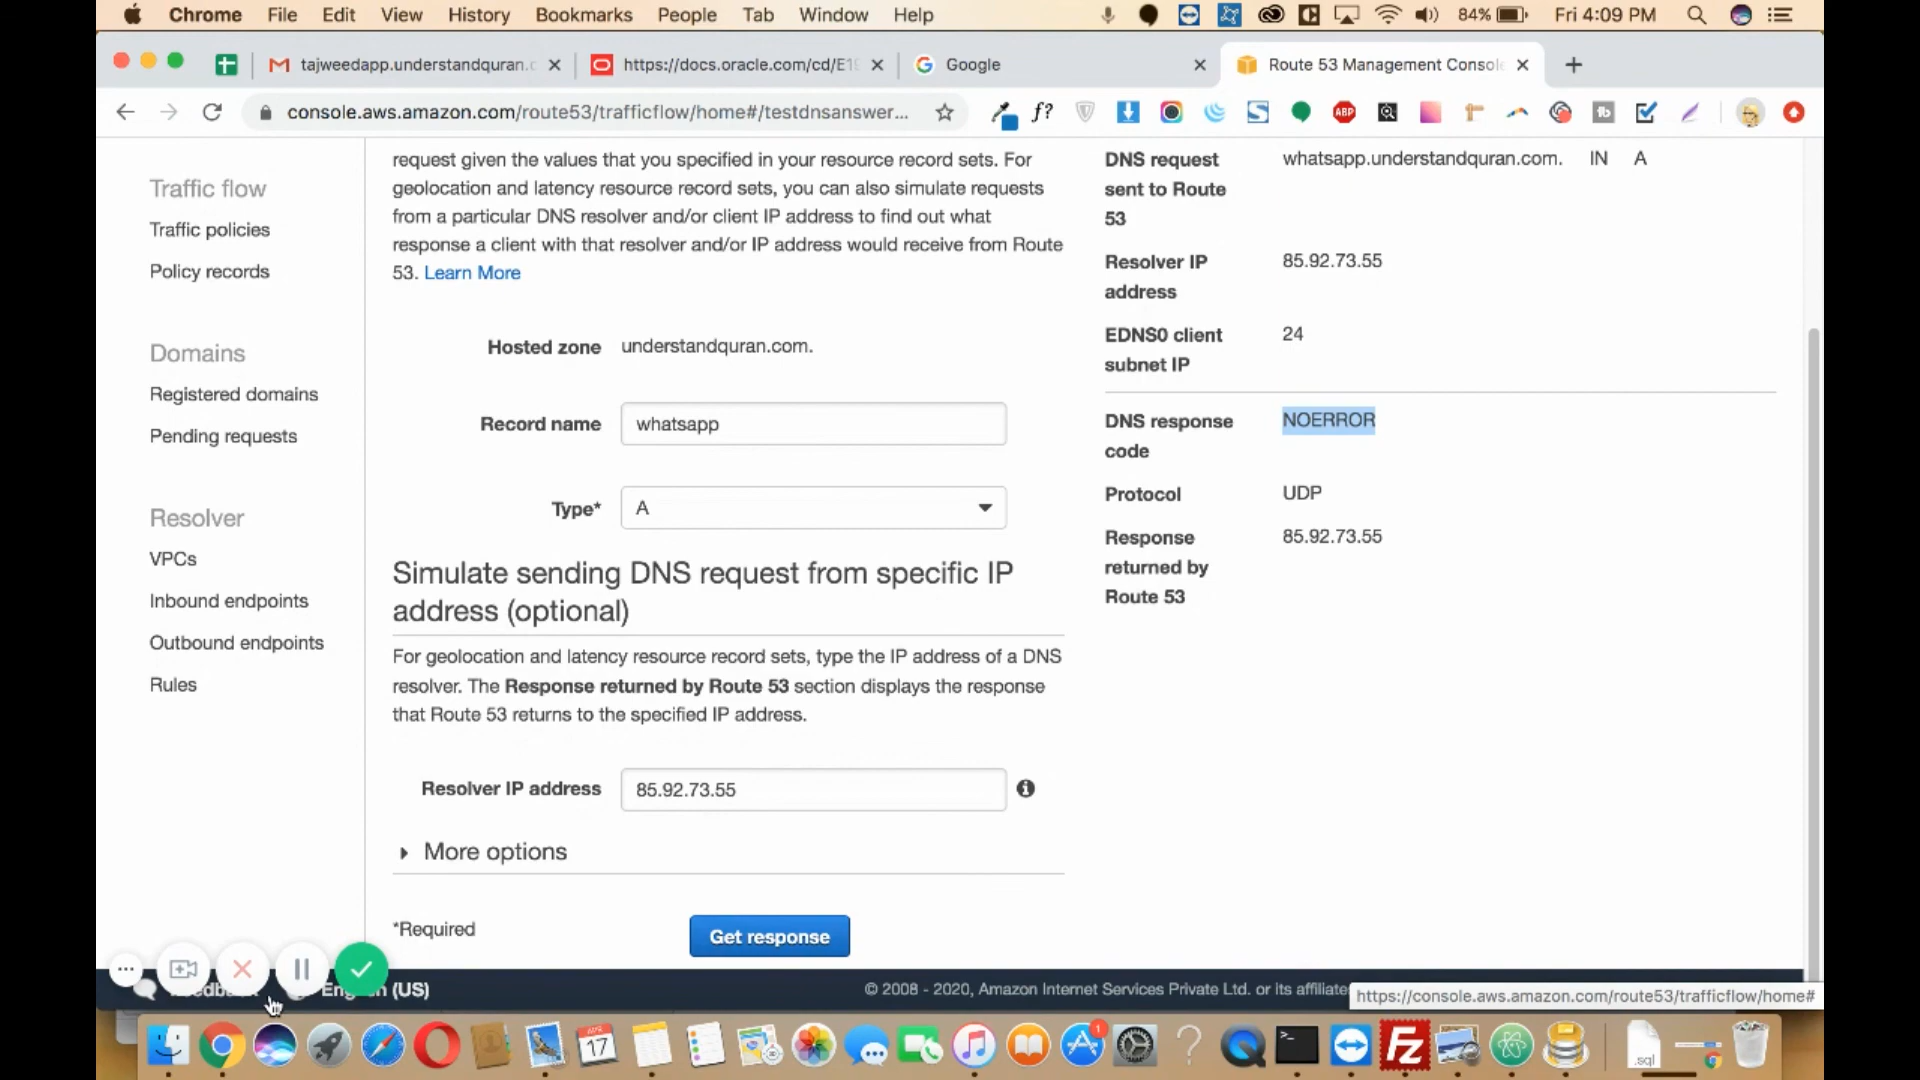 Chrome File Edit View History Bookmarks People Tab Window Help 84% Fri 4:09 PM
tajweedapp.understandquran.c https://docs.oracle.com/cd/E19 Google Route 53 Management Console
console.aws.amazon.com/route53/trafficflow/home#/testdnsanswer... f? ABP
Traffic flow
Traffic policies
Policy records
Domains
Registered domains
Pending requests
Resolver
VPCs
Inbound endpoints
Outbound endpoints
Rules
request given the values that you specified in your resource record sets. For
geolocation and latency resource record sets, you can also simulate requests
from a particular DNS resolver and/or client IP address to find out what
response a client with that resolver and/or IP address would receive from Route
53. Learn More
Hosted zone understandquran.com.
Record name whatsapp
Type* A
Simulate sending DNS request from specific IP
address (optional)
For geolocation and latency resource record sets, type the IP address of a DNS
resolver. The Response returned by Route 53 section displays the response
that Route 53 returns to the specified IP address.
Resolver IP address 85.92.73.55
More options
*Required Get response
DNS request whatsapp.understandquran.com. IN A
sent to Route
53
Resolver IP 85.92.73.55
address
EDNS0 client 24
subnet IP
DNS response NOERROR
code
Protocol UDP
Response 85.92.73.55
returned by
Route 53
(US) © 2008 - 2020, Amazon Internet Services Private Ltd. or its affiliate
https://console.aws.amazon.com/route53/trafficflow/home#
APR
17
1
Fz
.sql